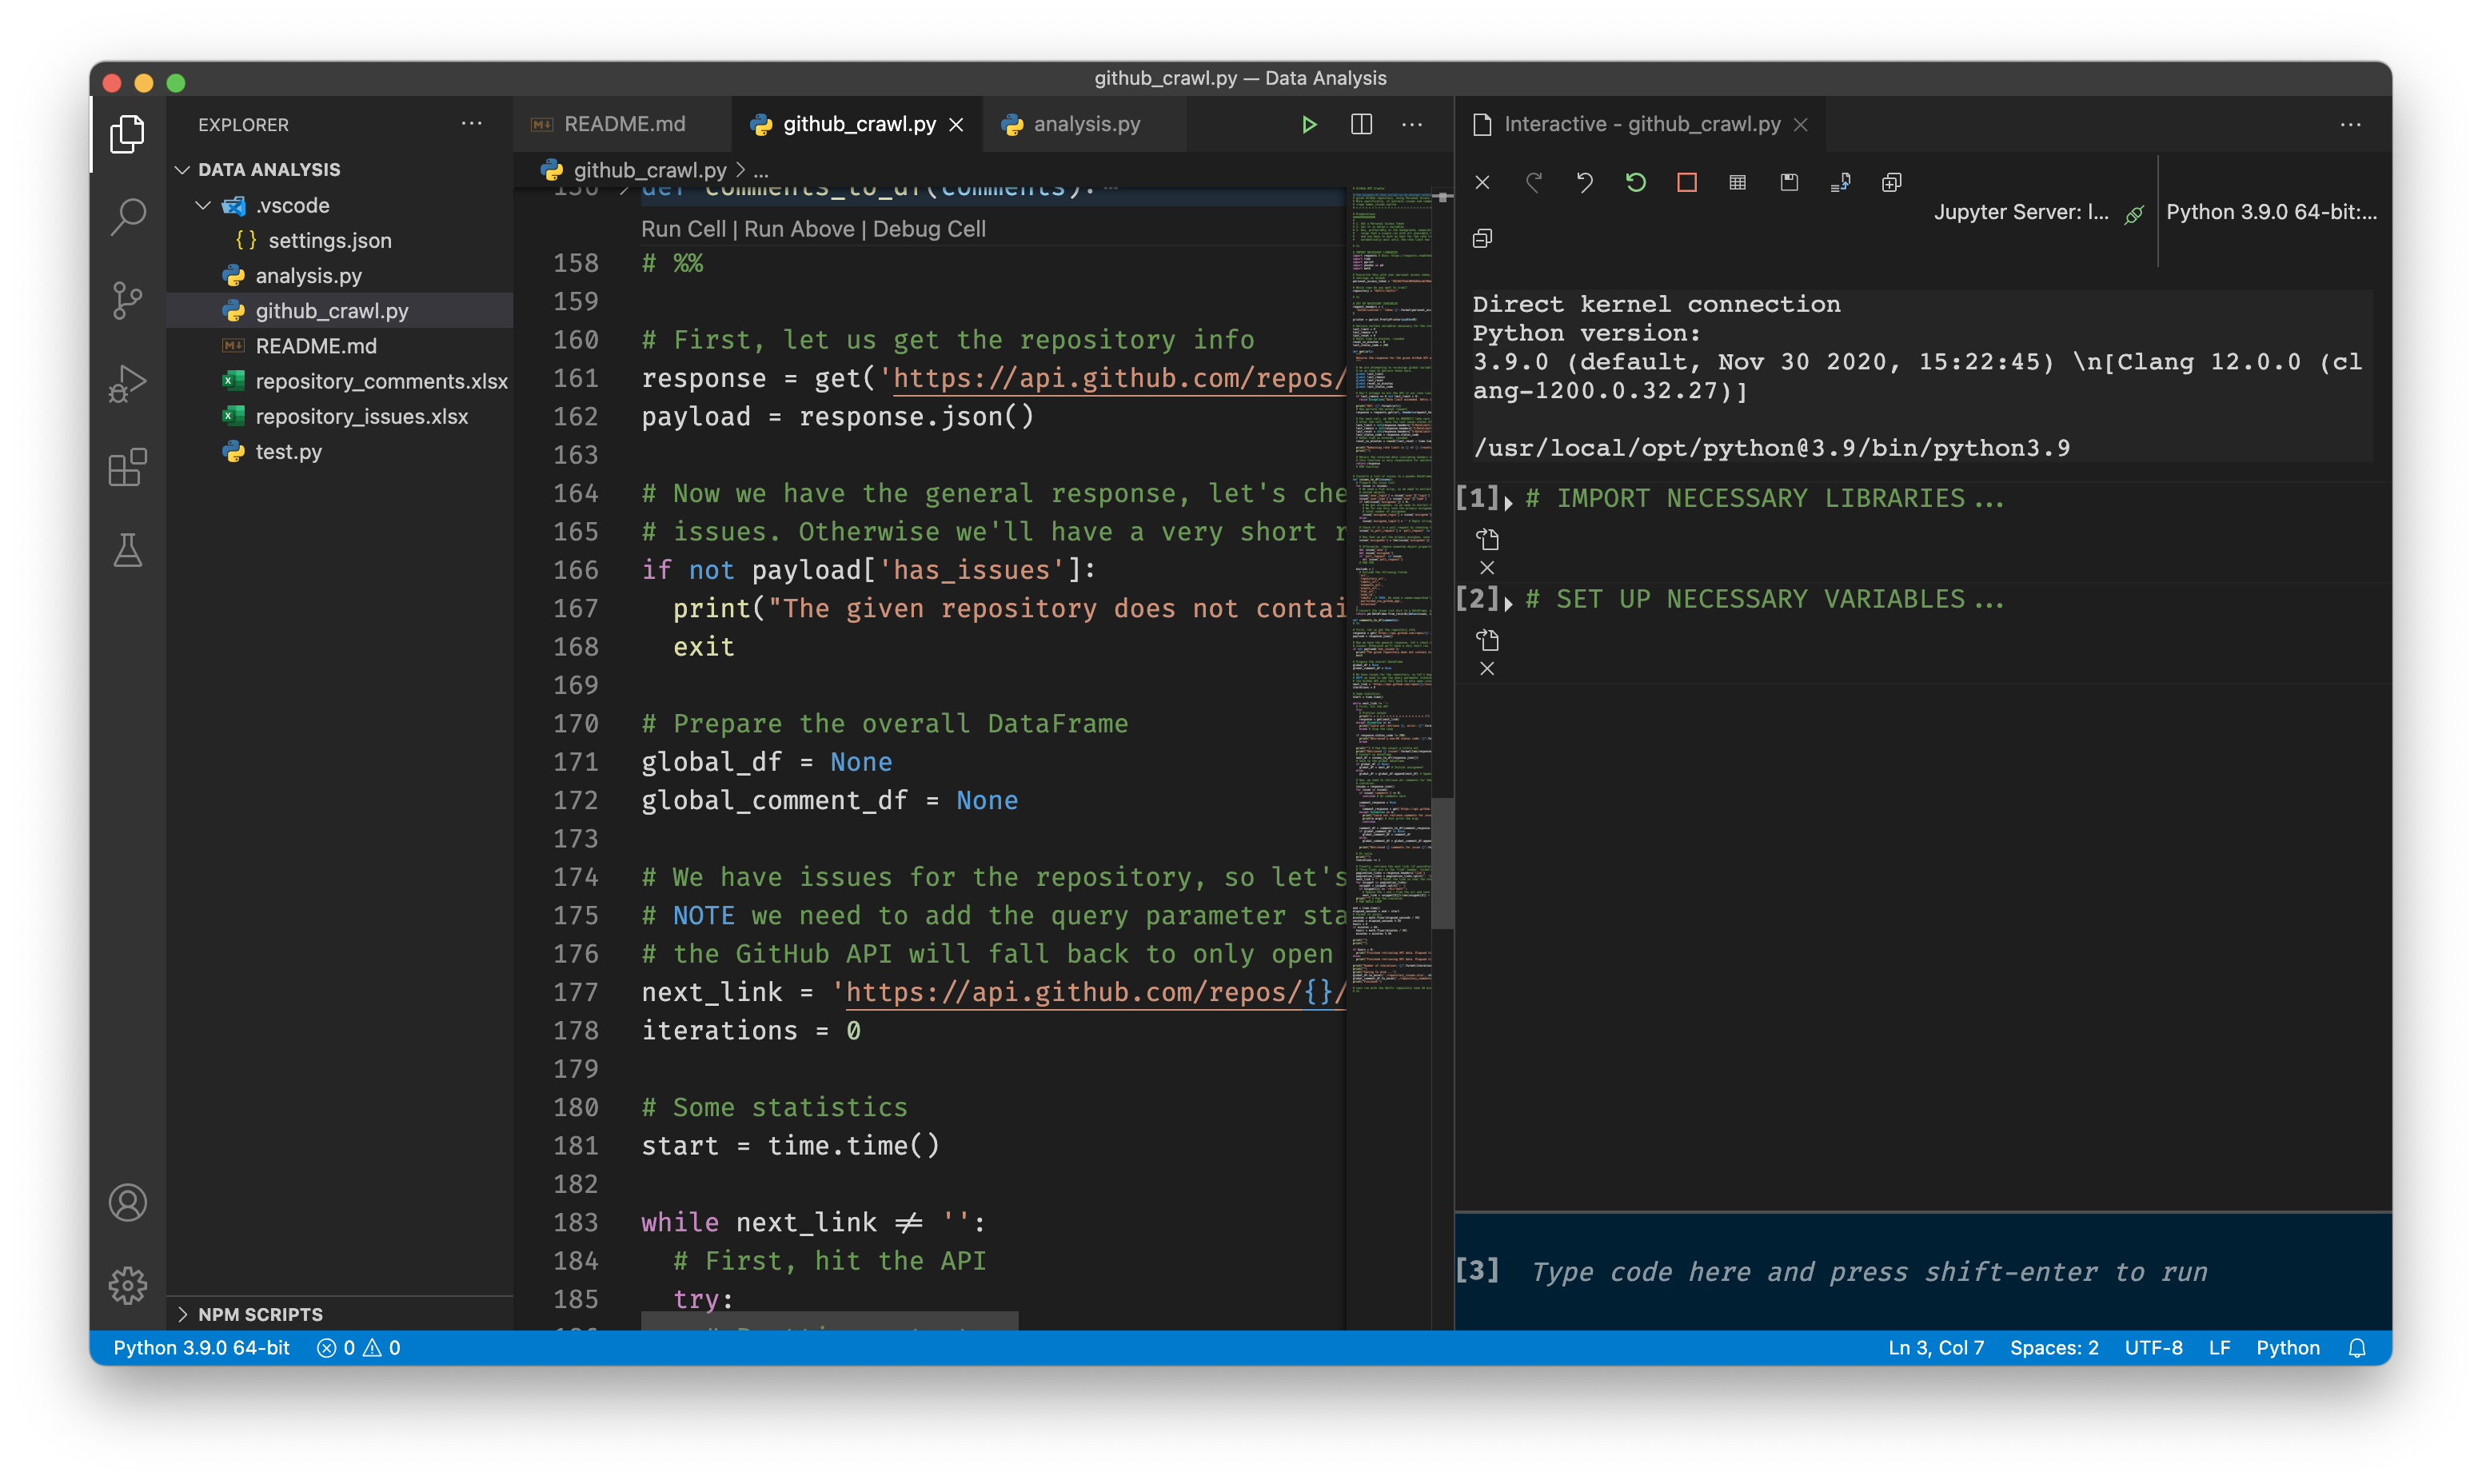 github_crawl.py — Data Analysis
EXPLORER
DATA ANALYSIS
.vscode
{ } settings.json
analysis.py
github_crawl.py
README.md
repository_comments.xlsx
repository_issues.xlsx
test.py
NPM SCRIPTS
README.md
github_crawl.py
analysis.py
github_crawl.py > ...
def comments_to_df(comments):
Run Cell | Run Above | Debug Cell
158 # %%
159
160 # First, let us get the repository info
161 response = get('https://api.github.com/repos/
162 payload = response.json()
163
164 # Now we have the general response, let's che
165 # issues. Otherwise we'll have a very short r
166 if not payload['has_issues']:
167 print("The given repository does not contai
168 exit
169
170 # Prepare the overall DataFrame
171 global_df = None
172 global_comment_df = None
173
174 # We have issues for the repository, so let's
175 # NOTE we need to add the query parameter sta
176 # the GitHub API will fall back to only open
177 next_link = 'https://api.github.com/repos/{}/
178 iterations = 0
179
180 # Some statistics
181 start = time.time()
182
183 while next_link ≠ '':
184 # First, hit the API
185 try:
Interactive - github_crawl.py
Jupyter Server: l...
Python 3.9.0 64-bit:...
Direct kernel connection
Python version:
3.9.0 (default, Nov 30 2020, 15:22:45) \n[Clang 12.0.0 (cl
ang-1200.0.32.27)]
/usr/local/opt/python@3.9/bin/python3.9
[1] # IMPORT NECESSARY LIBRARIES...
[2] # SET UP NECESSARY VARIABLES...
[3] Type code here and press shift-enter to run
Python 3.9.0 64-bit 0 0
Ln 3, Col 7 Spaces: 2 UTF-8 LF Python